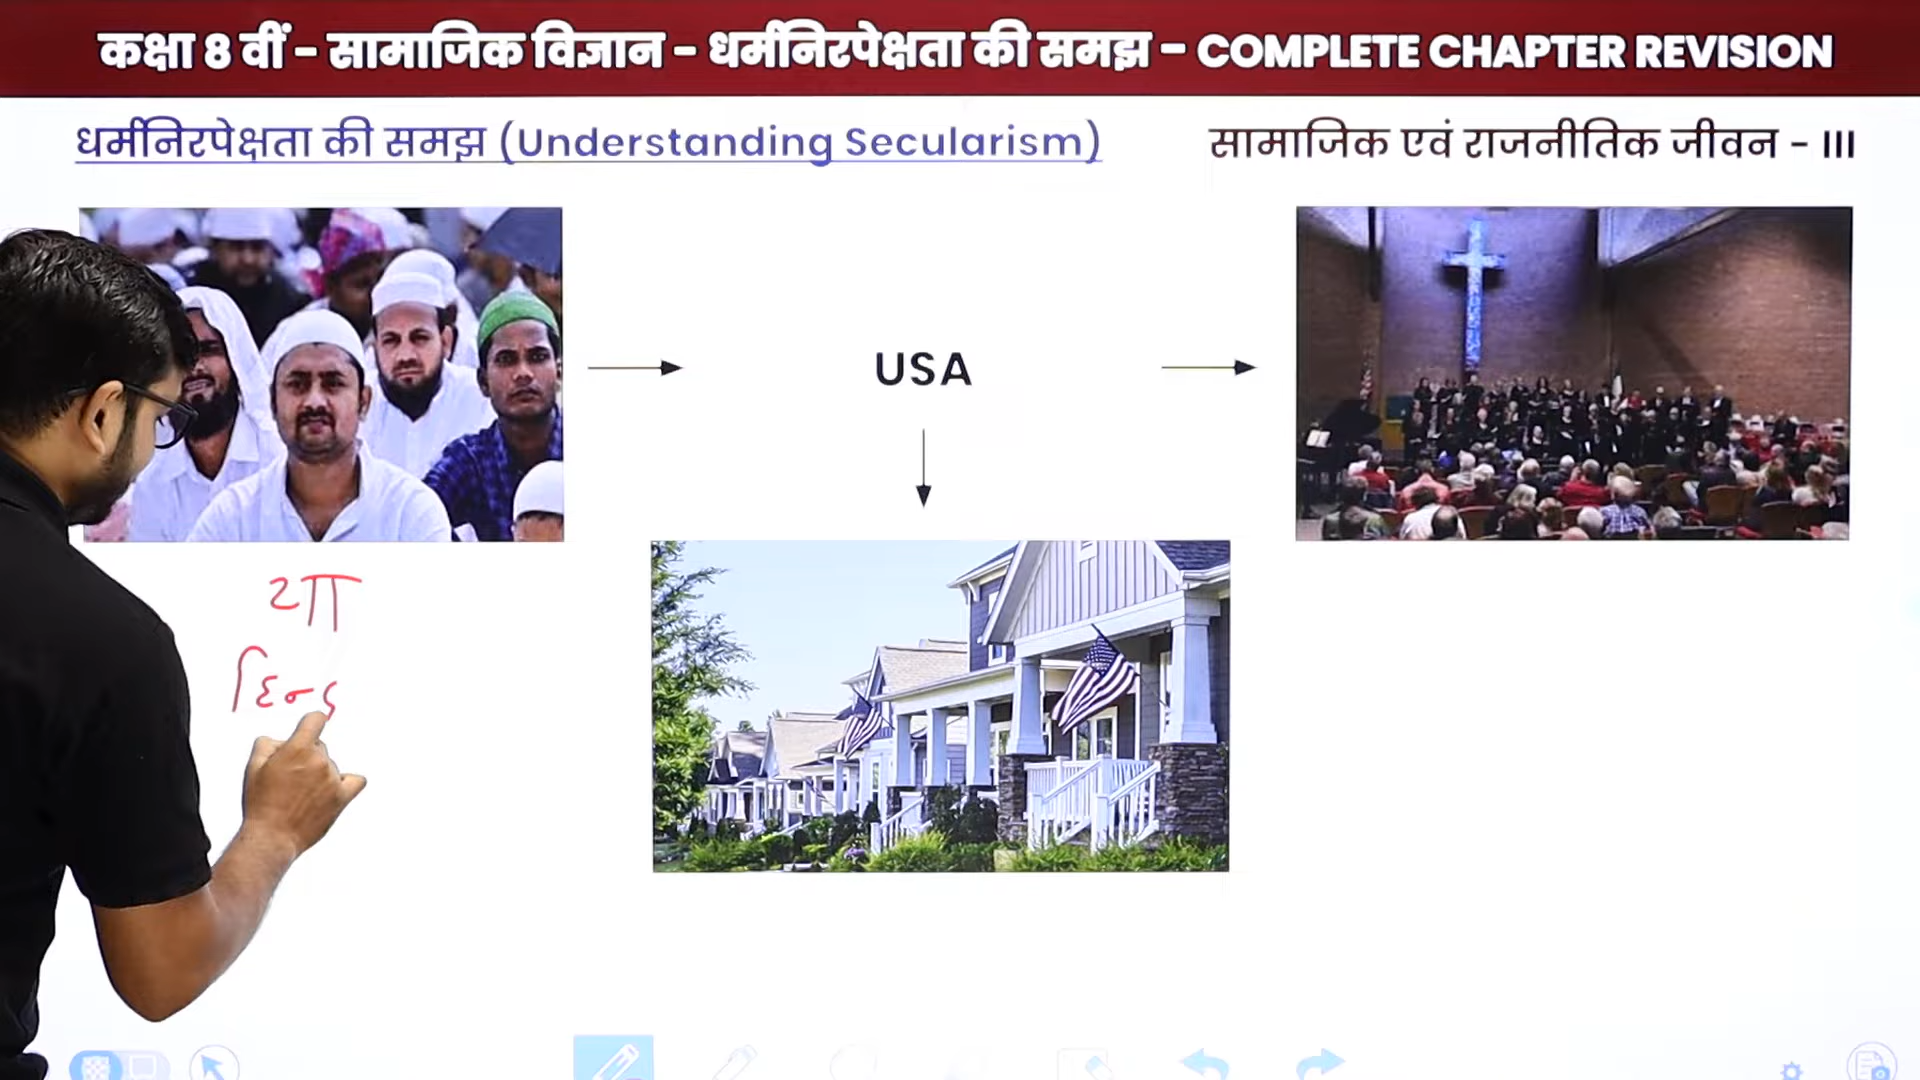 कक्षा 8 वीं - सामाजिक विज्ञान - धर्मनिरपेक्षता की समझ - COMPLETE CHAPTER REVISION
धर्मनिरपेक्षता की समझ (Understanding Secularism)
सामाजिक एवं राजनीतिक जीवन - III
USA
या